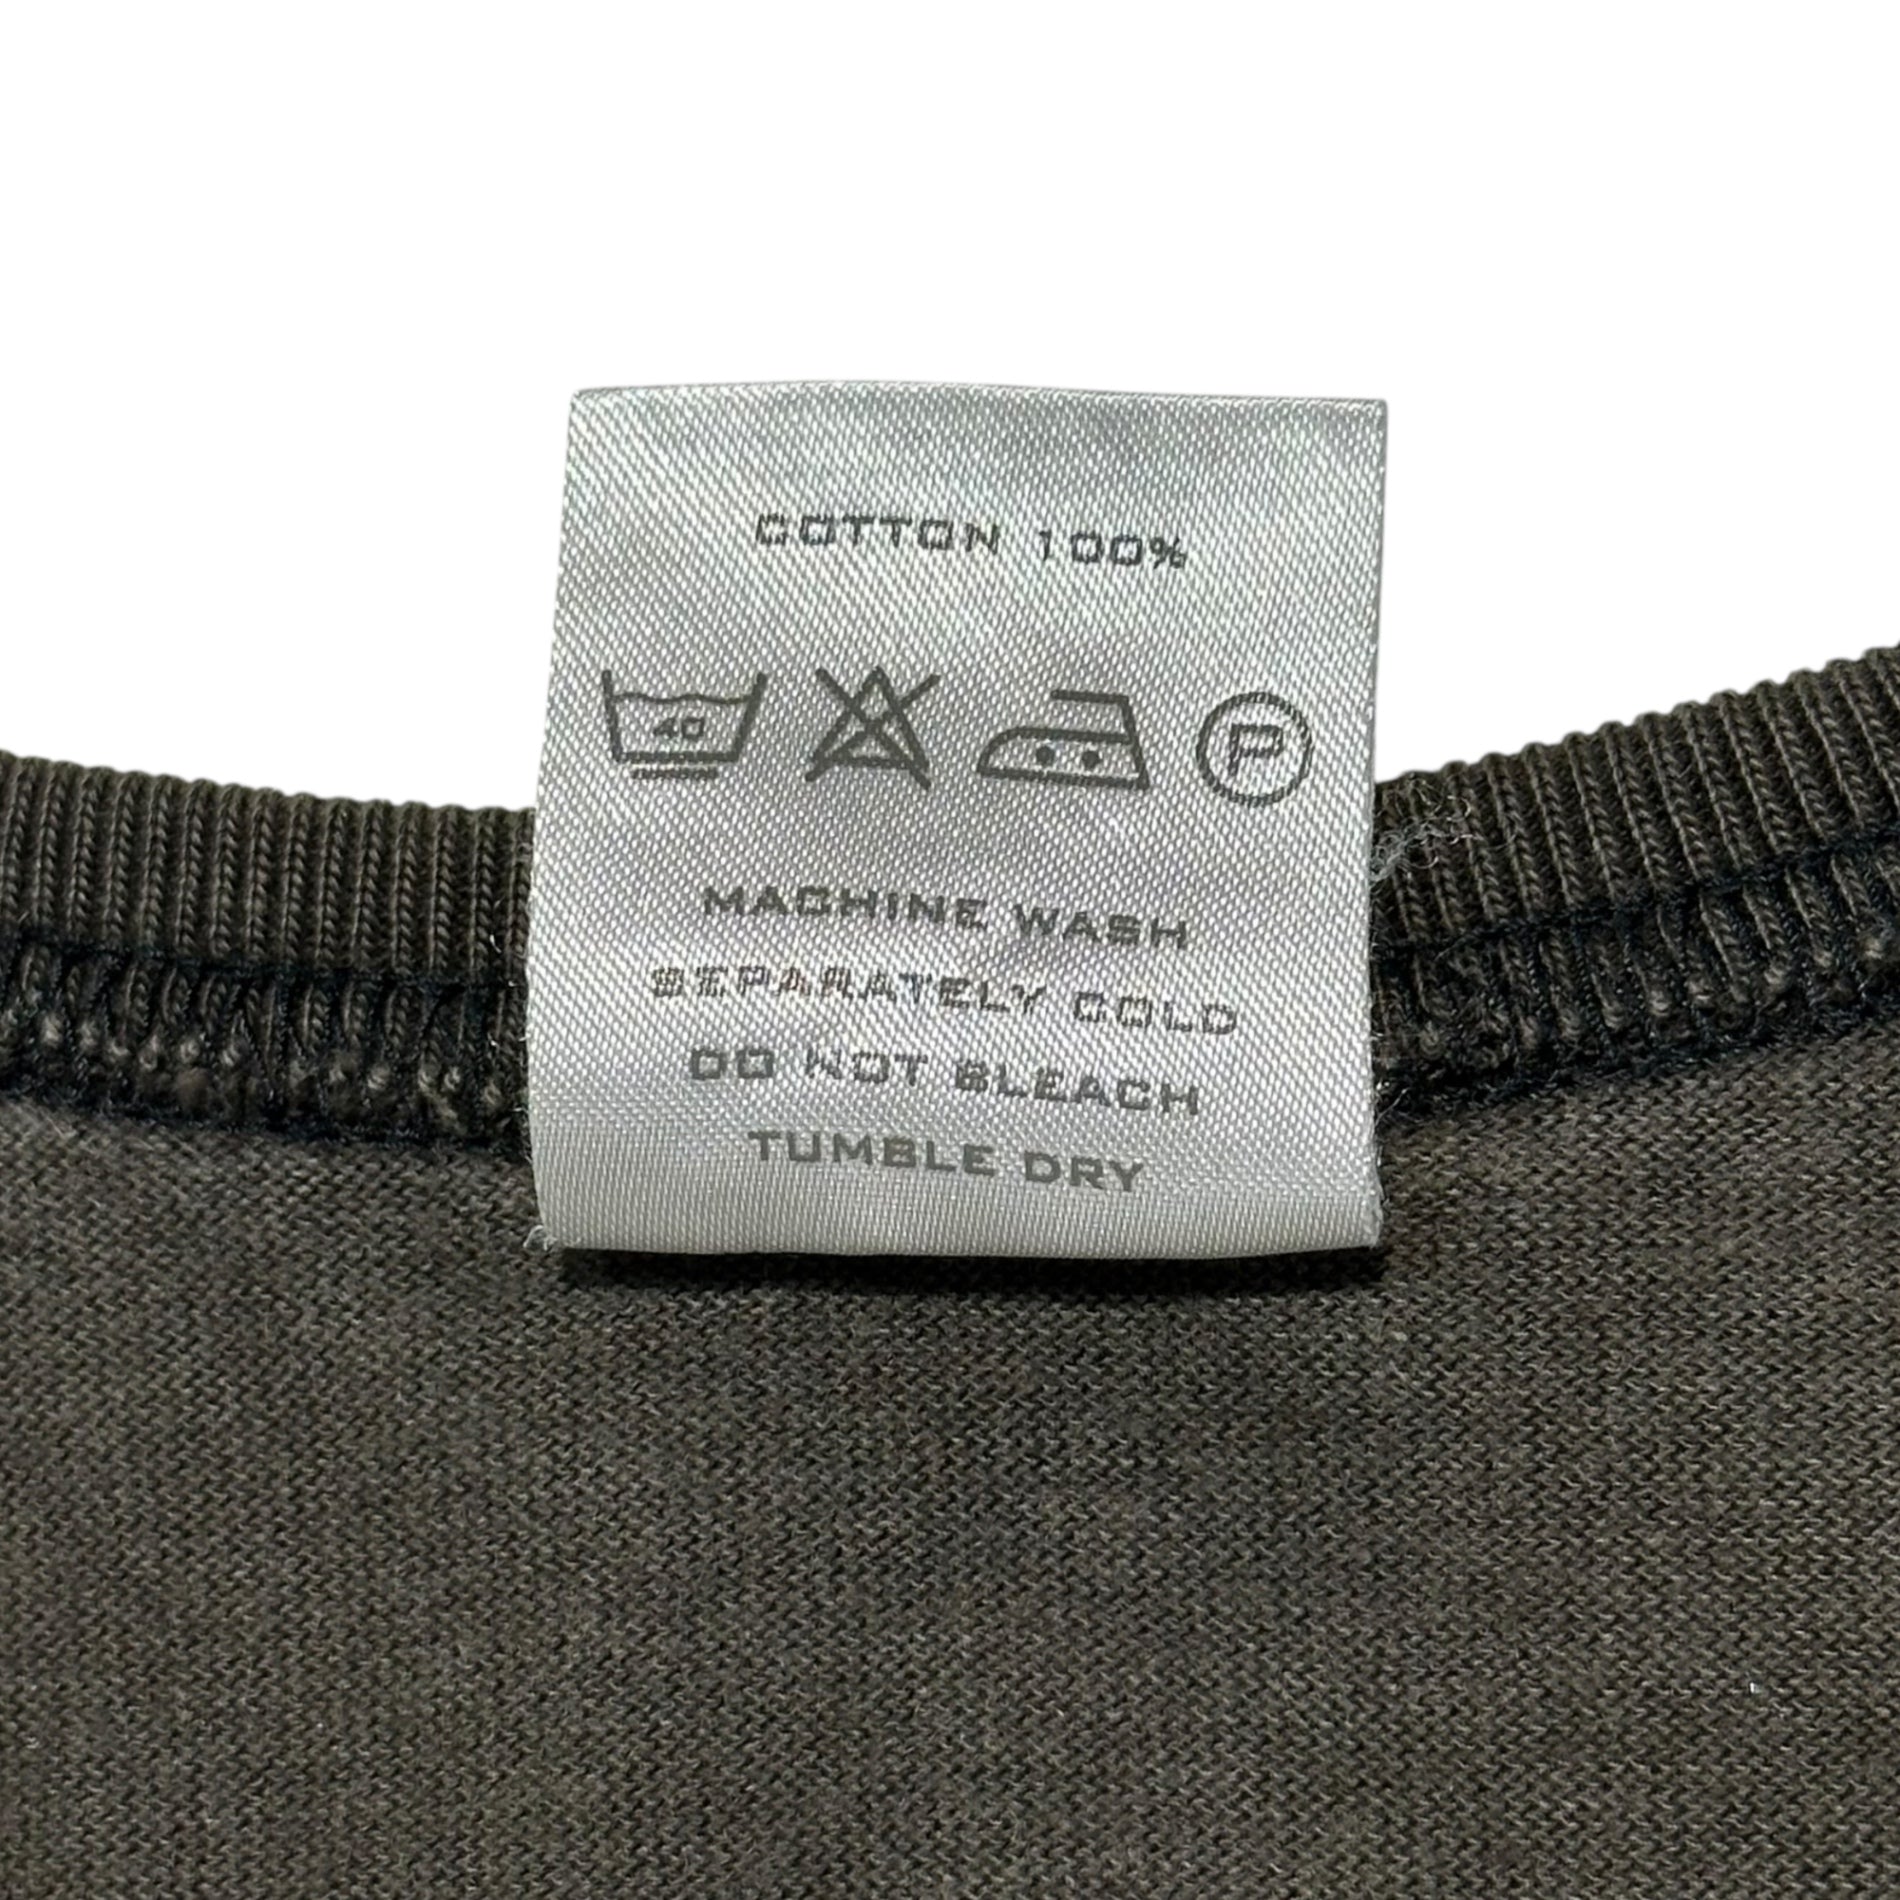 COTTON 100%
40 P
MACHINE WASH
SEPARATELY COLD
DO NOT BLEACH
TUMBLE DRY